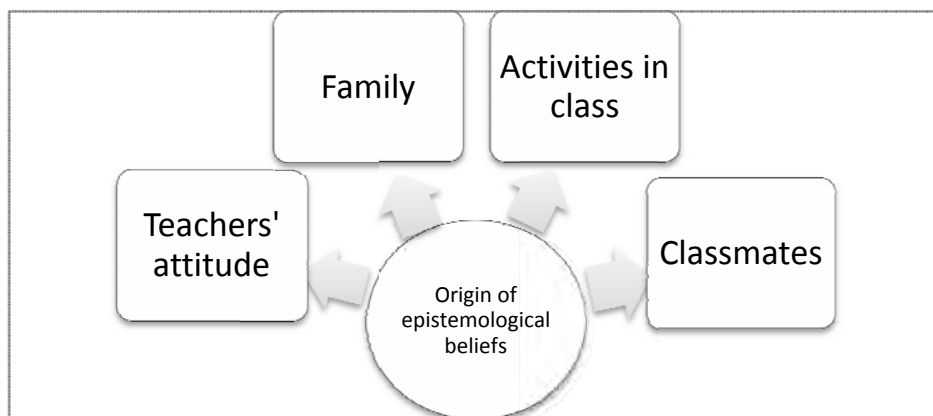 Family
Activities in
class
Teachers'
attitude
Classmates
Origin of
epistemological
beliefs